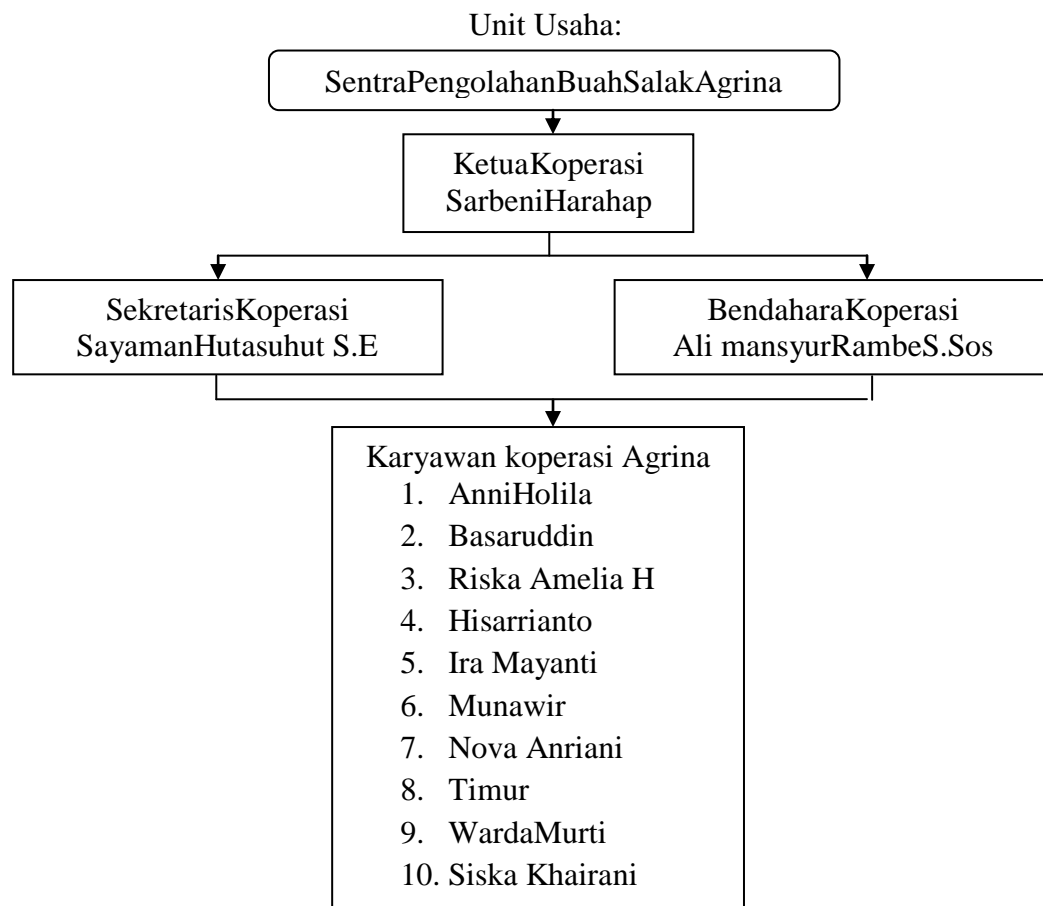 Unit Usaha:
SentraPengolahanBuahSalakAgrina
KetuaKoperasi
SarbeniHarahap
SekretarisKoperasi
SayamanHutasuhut S.E
BendaharaKoperasi
Ali mansyurRambeS.Sos
Karyawan koperasi Agrina
1. AnniHolila
2. Basaruddin
3. Riska Amelia H
4. Hisarrianto
5. Ira Mayanti
6. Munawir
7. Nova Anriani
8. Timur
9. WardaMurti
10. Siska Khairani